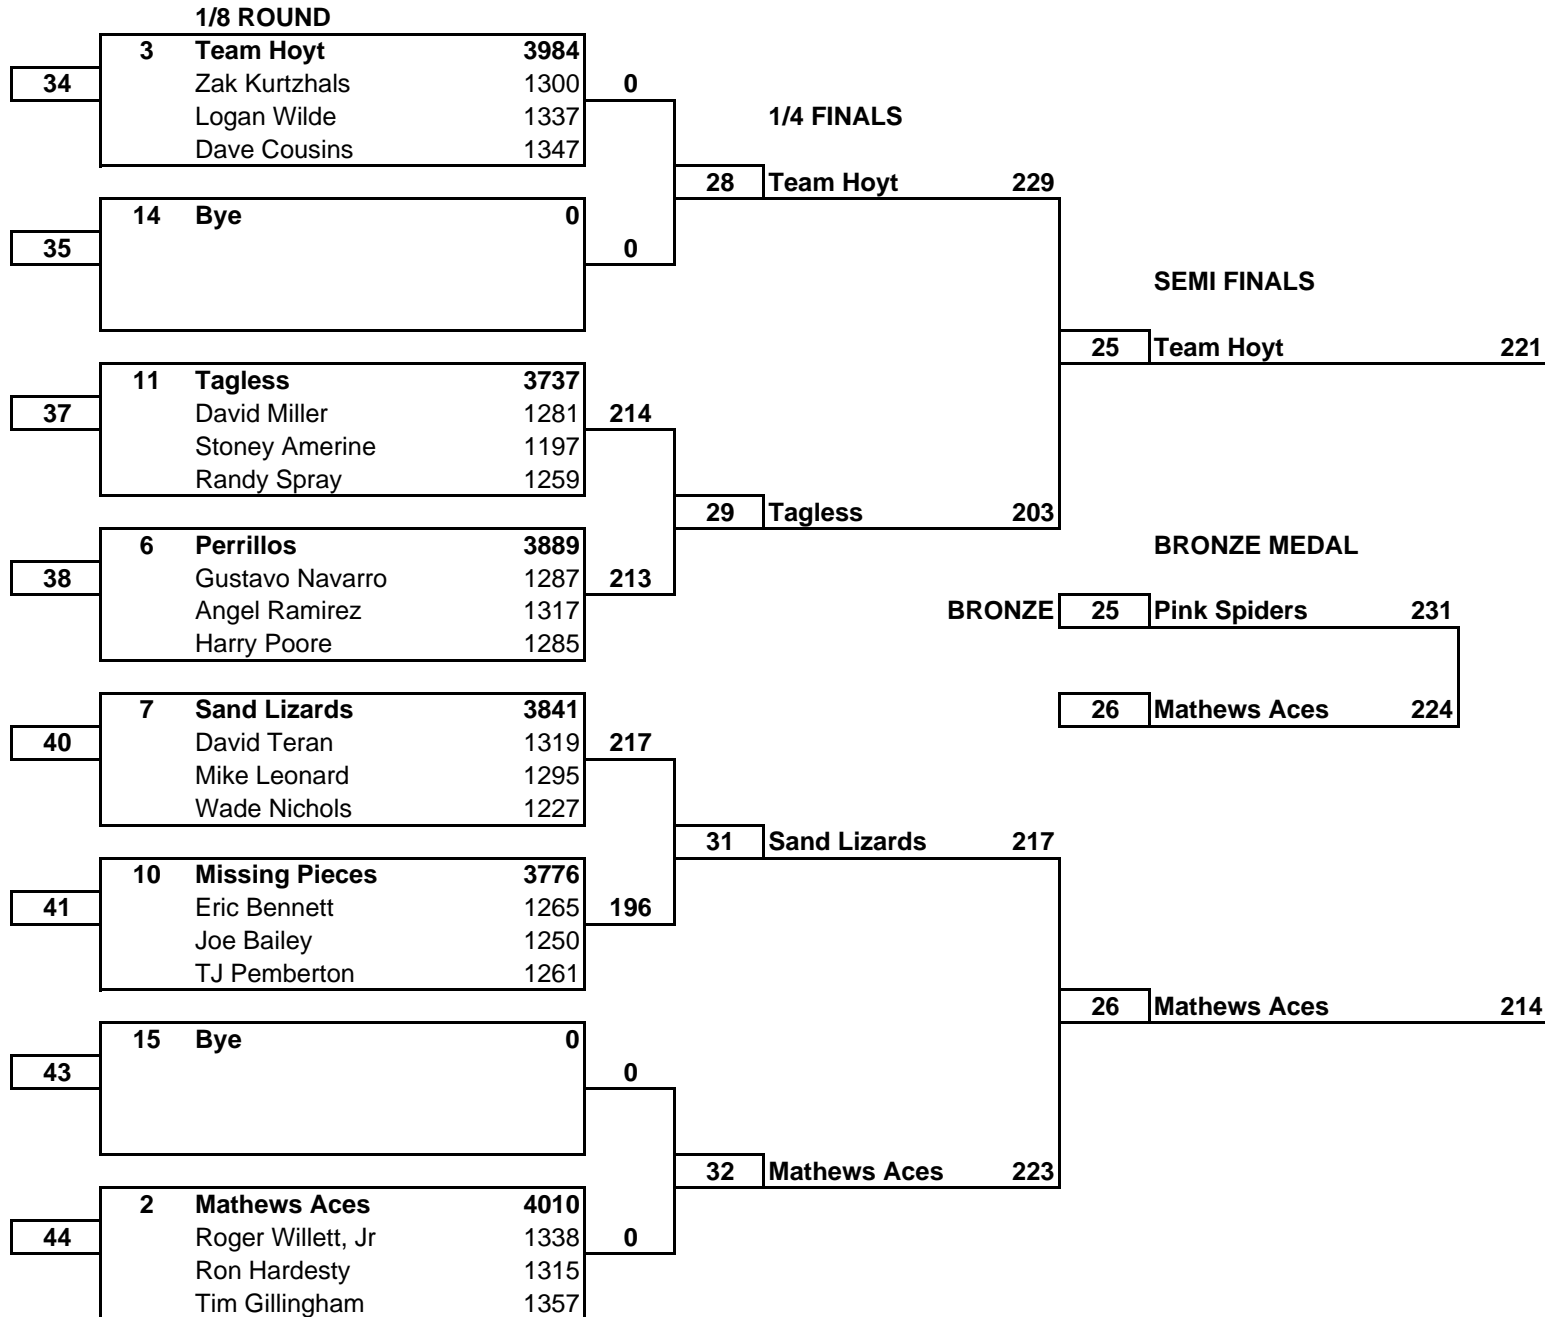 1/8 ROUND
3 Team Hoyt 3984
34 Zak Kurtzhals 1300 0
Logan Wilde 1337 1/4 FINALS
Dave Cousins 1347
28 Team Hoyt 229
14 Bye 0
35 0
SEMI FINALS
25 Team Hoyt 221
11 Tagless 3737
37 David Miller 1281 214
Stoney Amerine 1197
Randy Spray 1259
29 Tagless 203
6 Perrillos 3889 BRONZE MEDAL
38 Gustavo Navarro 1287 213
Angel Ramirez 1317 BRONZE 25 Pink Spiders 231
Harry Poore 1285
7 Sand Lizards 3841 26 Mathews Aces 224
40 David Teran 1319 217
Mike Leonard 1295
Wade Nichols 1227
31 Sand Lizards 217
10 Missing Pieces 3776
41 Eric Bennett 1265 196
Joe Bailey 1250
TJ Pemberton 1261
26 Mathews Aces 214
15 Bye 0
43 0
32 Mathews Aces 223
2 Mathews Aces 4010
44 Roger Willett, Jr 1338 0
Ron Hardesty 1315
Tim Gillingham 1357